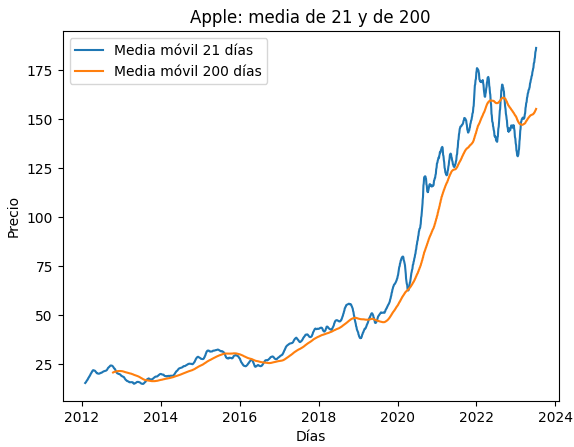 Apple: media de 21 y de 200
Media móvil 21 días
Media móvil 200 días
Precio
175
150
125
100
75
50
25
2012 2014 2016 2018 2020 2022 2024
Días